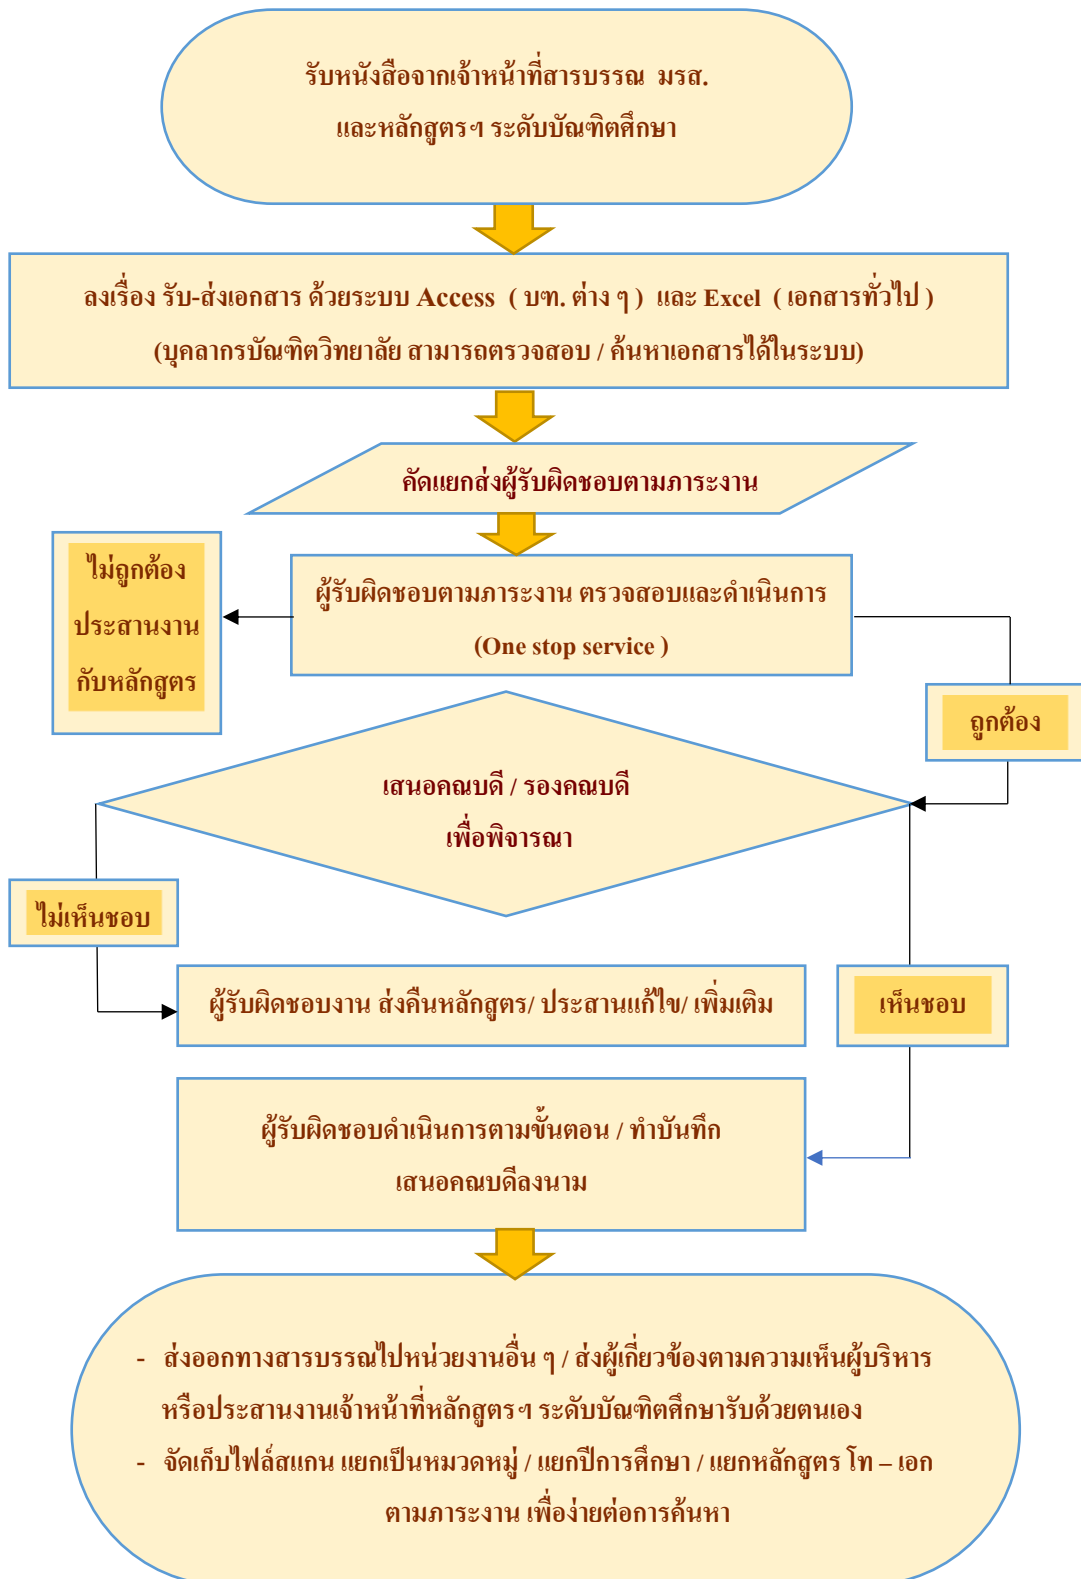 รับหนังสือจากเจ้าหน้าที่สารบรรณ มรส.
และหลักสูตรฯ ระดับบัณฑิตศึกษา
ลงเรื่อง รับ-ส่งเอกสาร ด้วยระบบ Access ( บฑ. ต่าง ๆ ) และ Excel ( เอกสารทั่วไป )
(บุคลากรบัณฑิตวิทยาลัย สามารถตรวจสอบ / ค้นหาเอกสารได้ในระบบ)
คัดแยกส่งผู้รับผิดชอบตามภาระงาน
ไม่ถูกต้อง
ประสานงาน
กับหลักสูตร
ผู้รับผิดชอบตามภาระงาน ตรวจสอบและดำเนินการ
(One stop service )
ถูกต้อง
เสนอคณบดี / รองคณบดี
เพื่อพิจารณา
ไม่เห็นชอบ
ผู้รับผิดชอบงาน ส่งคืนหลักสูตร/ ประสานแก้ไข/ เพิ่มเติม
เห็นชอบ
ผู้รับผิดชอบดำเนินการตามขั้นตอน / ทำบันทึก
เสนอคณบดีลงนาม
- ส่งออกทางสารบรรณไปหน่วยงานอื่น ๆ / ส่งผู้เกี่ยวข้องตามความเห็นผู้บริหาร
หรือประสานงานเจ้าหน้าที่หลักสูตรฯ ระดับบัณฑิตศึกษารับด้วยตนเอง
- จัดเก็บไฟล์สแกน แยกเป็นหมวดหมู่ / แยกปีการศึกษา / แยกหลักสูตร โท – เอก
ตามภาระงาน เพื่อง่ายต่อการค้นหา